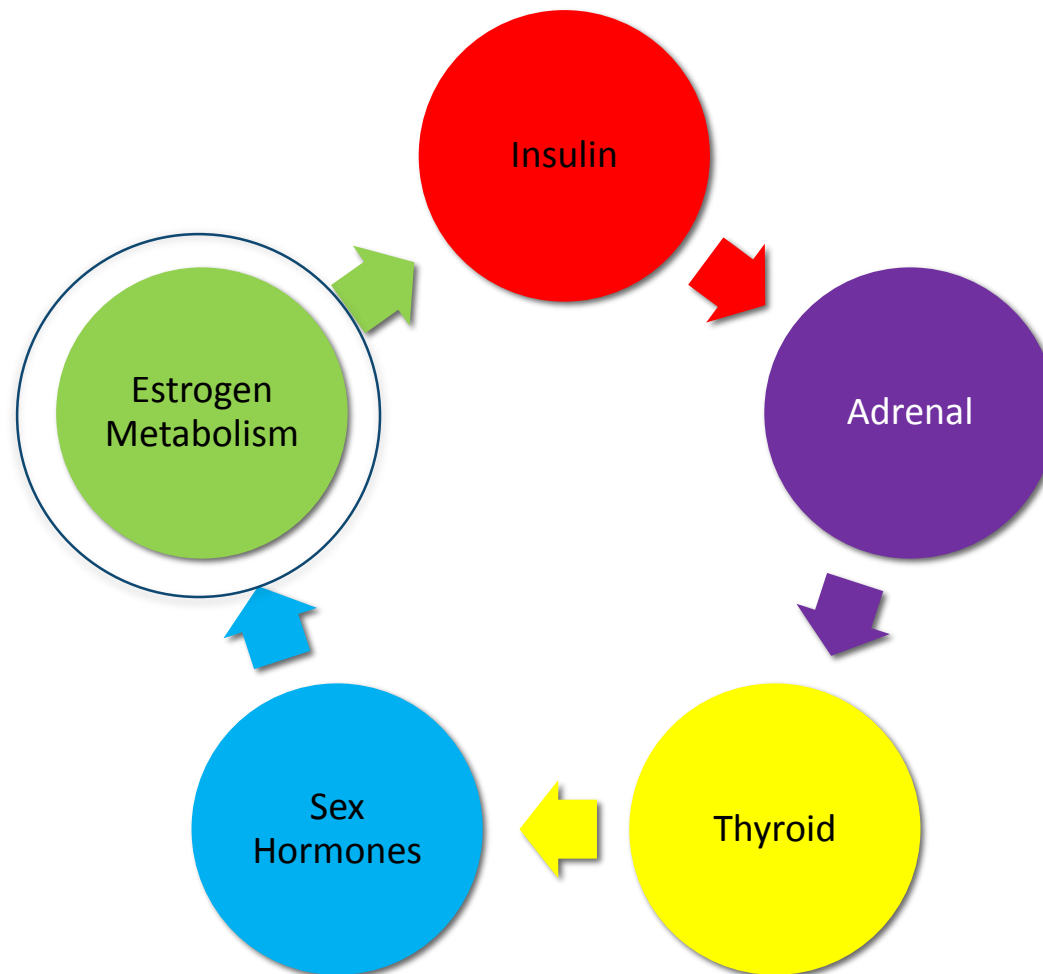 Insulin
Adrenal
Thyroid
Sex
Hormones
Estrogen
Metabolism